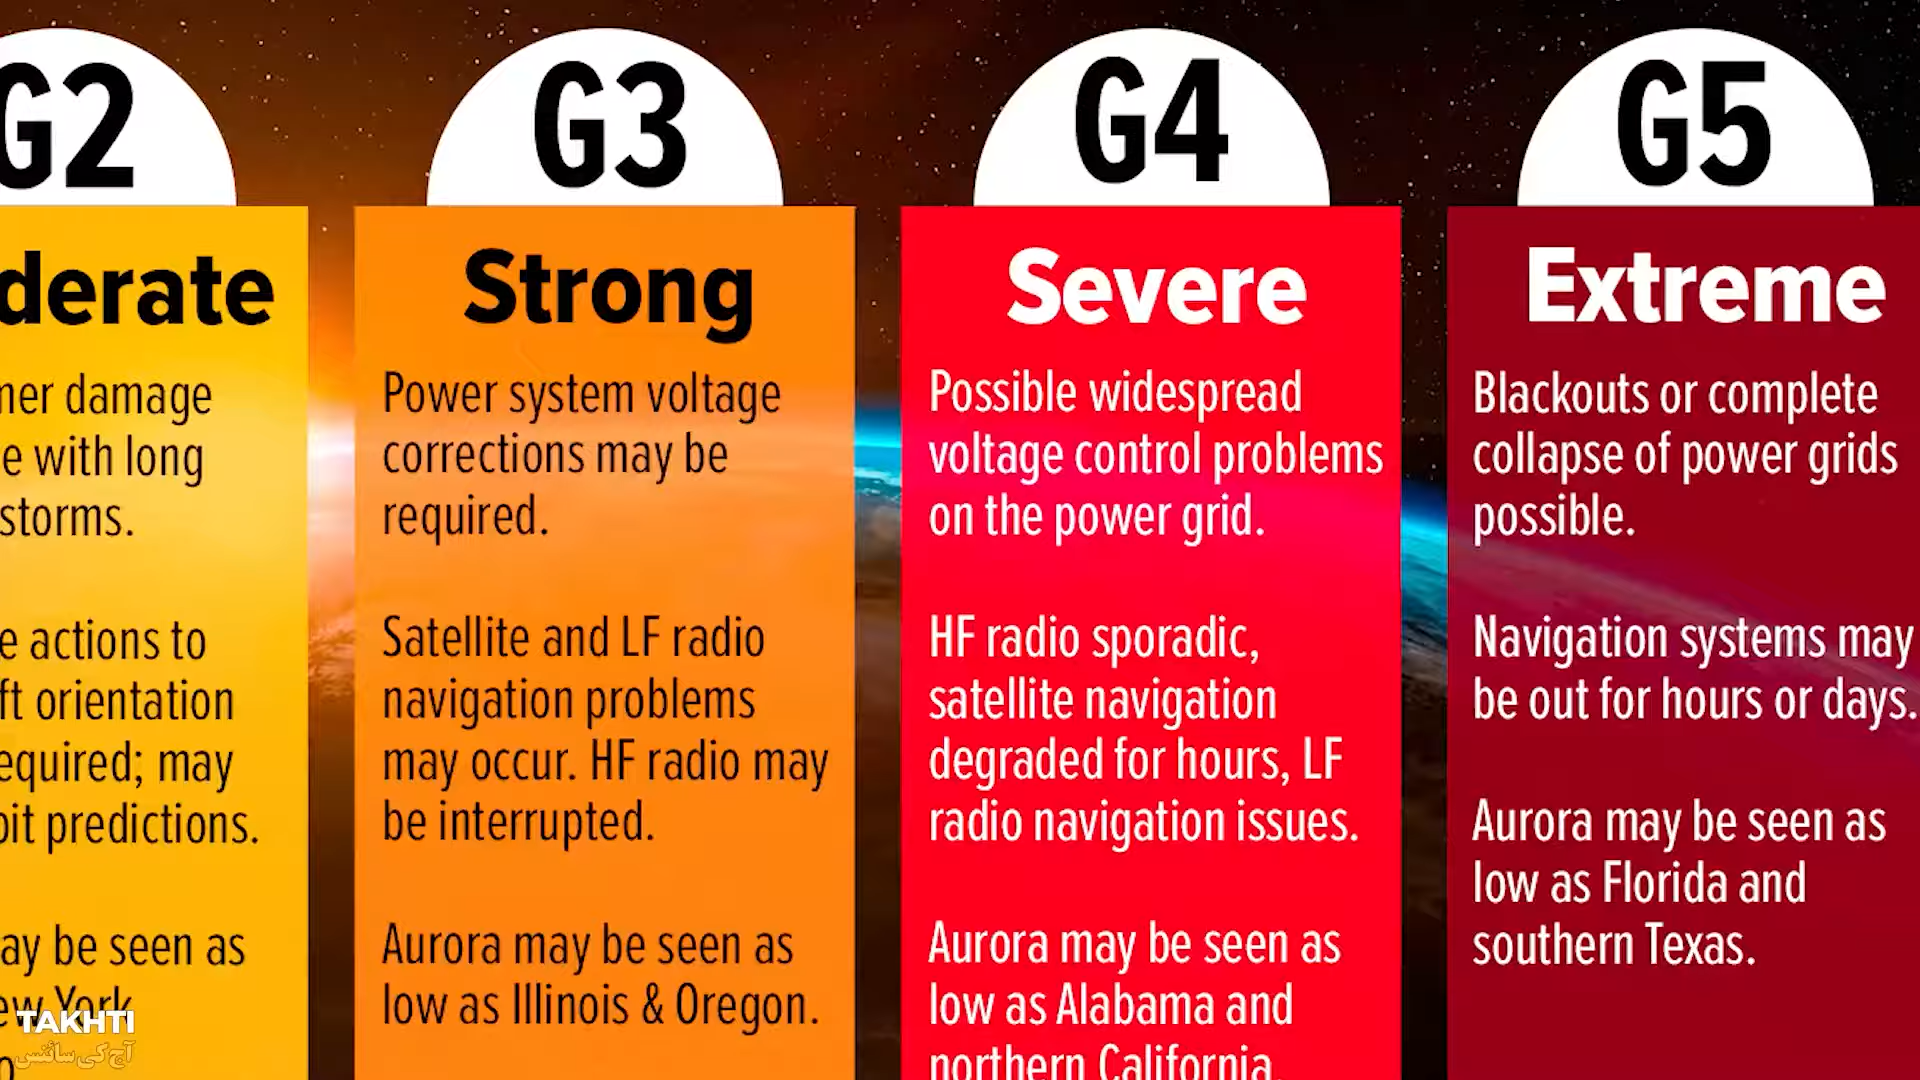 G2
derate
mer damage
e with long
storms.
e actions to
ft orientation
equired; may
bit predictions.
ay be seen as
ew York
G3
Strong
Power system voltage
corrections may be
required.
Satellite and LF radio
navigation problems
may occur. HF radio may
be interrupted.
Aurora may be seen as
low as Illinois & Oregon.
G4
Severe
Possible widespread
voltage control problems
on the power grid.
HF radio sporadic,
satellite navigation
degraded for hours, LF
radio navigation issues.
Aurora may be seen as
low as Alabama and
northern California.
G5
Extreme
Blackouts or complete
collapse of power grids
possible.
Navigation systems may
be out for hours or days.
Aurora may be seen as
low as Florida and
southern Texas.
TAKHTI
آج کی سائنس